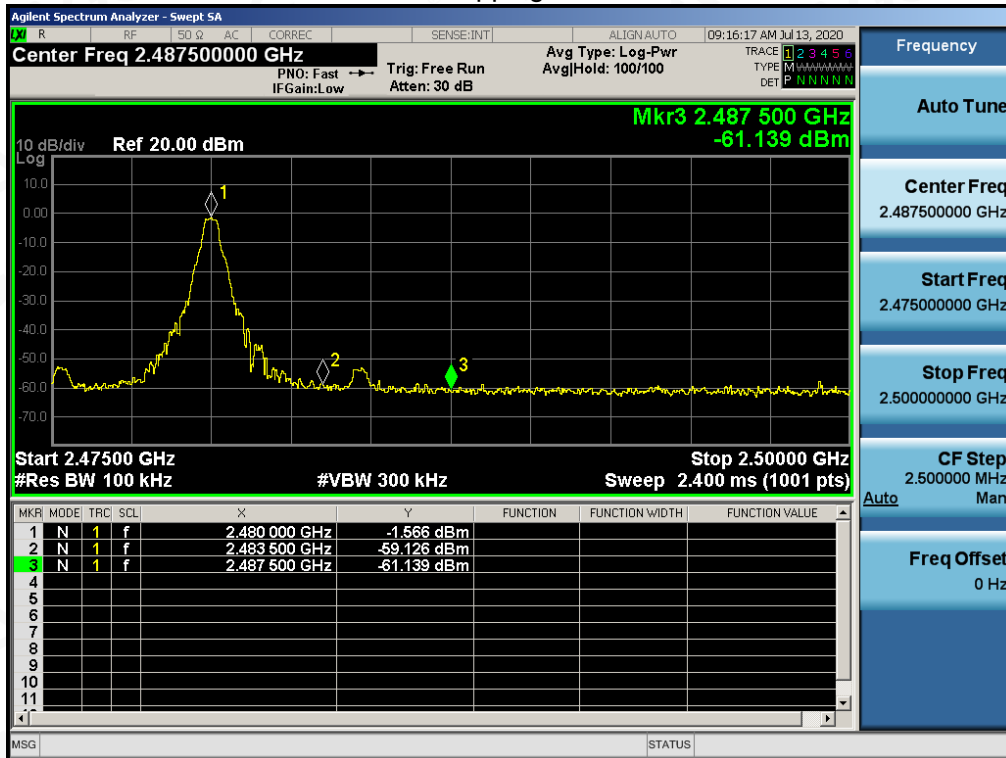 Agilent Spectrum Analyzer - Swept SA
LXI R RF 50 Ω AC CORREC SENSE:INT ALIGN AUTO 09:16:17 AM Jul 13, 2020
Center Freq 2.487500000 GHz
PNO: Fast
IFGain:Low
Trig: Free Run
Atten: 30 dB
Avg Type: Log-Pwr
Avg|Hold: 100/100
TRACE 1 2 3 4 5 6
TYPE M WWWWW
DET P N N N N N
Frequency
Auto Tune
Center Freq
2.487500000 GHz
Start Freq
2.475000000 GHz
Stop Freq
2.500000000 GHz
CF Step
2.500000 MHz
Auto Man
Freq Offset
0 Hz
Mkr3 2.487 500 GHz
-61.139 dBm
10 dB/div Ref 20.00 dBm
Log
10.0
0.00
-10.0
-20.0
-30.0
-40.0
-50.0
-60.0
-70.0
1
2
3
Start 2.47500 GHz Stop 2.50000 GHz
#Res BW 100 kHz #VBW 300 kHz Sweep 2.400 ms (1001 pts)
MKR MODE TRC SCL X Y FUNCTION FUNCTION WIDTH FUNCTION VALUE
1 N 1 f 2.480 000 GHz -1.566 dBm
2 N 1 f 2.483 500 GHz -59.126 dBm
3 N 1 f 2.487 500 GHz -61.139 dBm
4
5
6
7
8
9
10
11
MSG STATUS